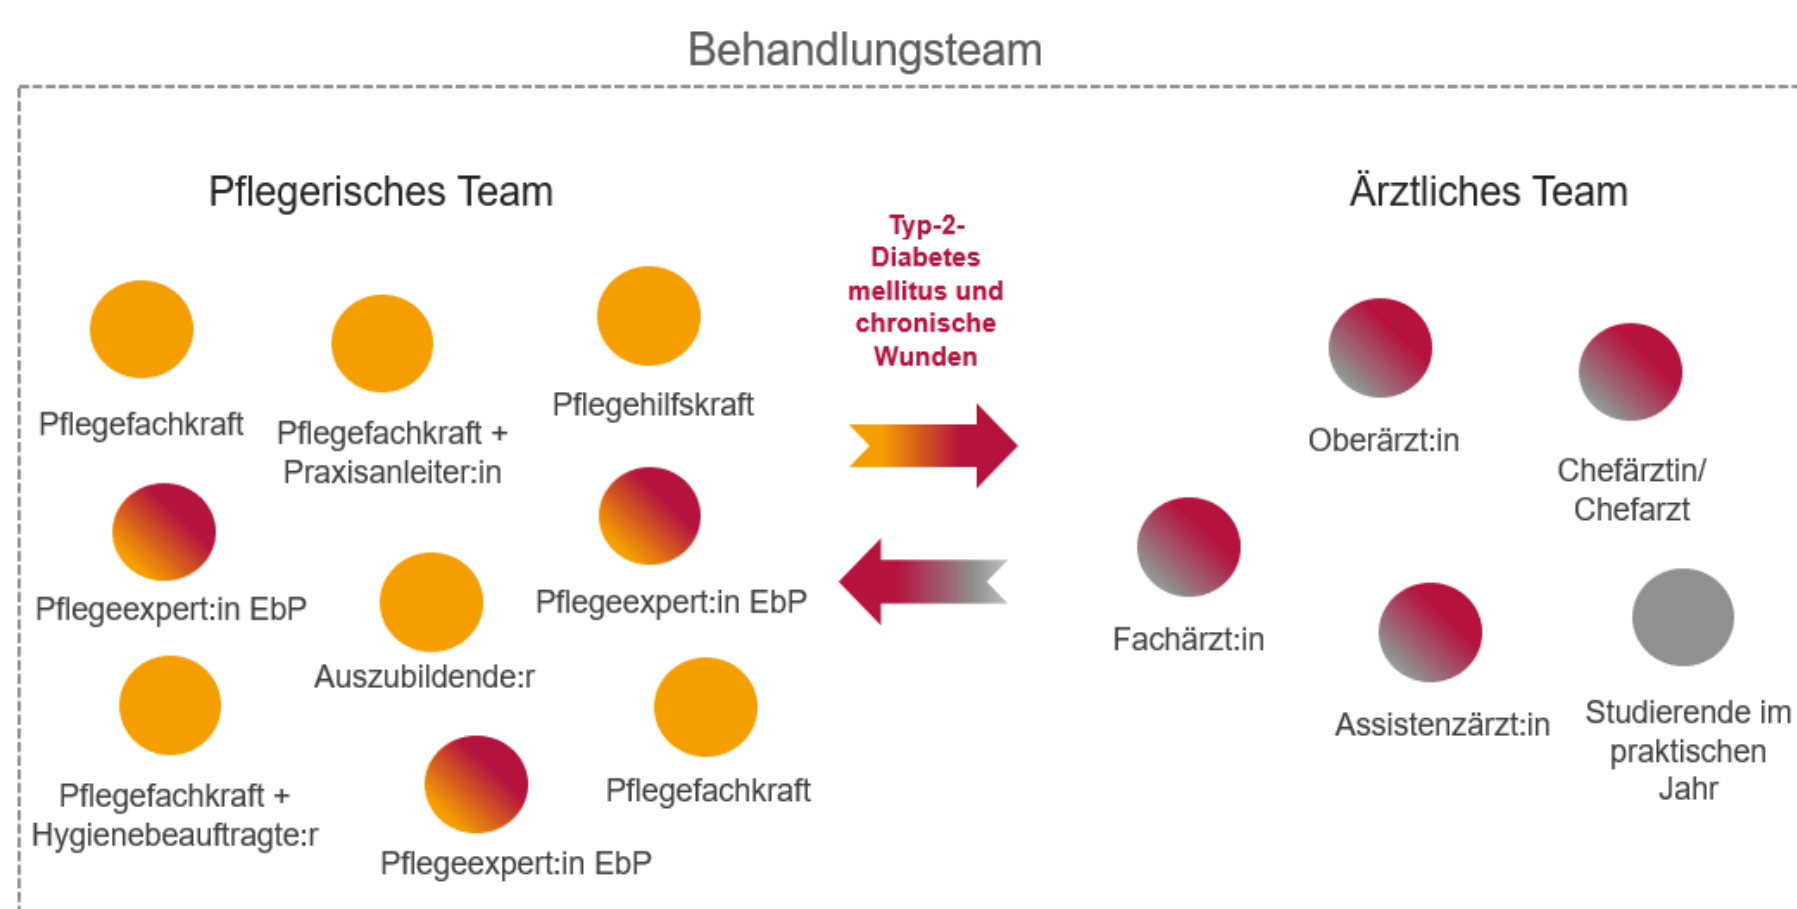 Behandlungsteam
Pflegerisches Team
Ärztliches Team
Typ-2-
Diabetes
mellitus und
chronische
Wunden
Pflegefachkraft
Pflegefachkraft +
Praxisanleiter:in
Pflegehilfskraft
Pflegeexpert:in EbP
Auszubildende:r
Pflegeexpert:in EbP
Pflegefachkraft +
Hygienebeauftragte:r
Pflegeexpert:in EbP
Pflegefachkraft
Oberärzt:in
Chefärztin/
Chefarzt
Fachärzt:in
Assistenzärzt:in
Studierende im
praktischen
Jahr